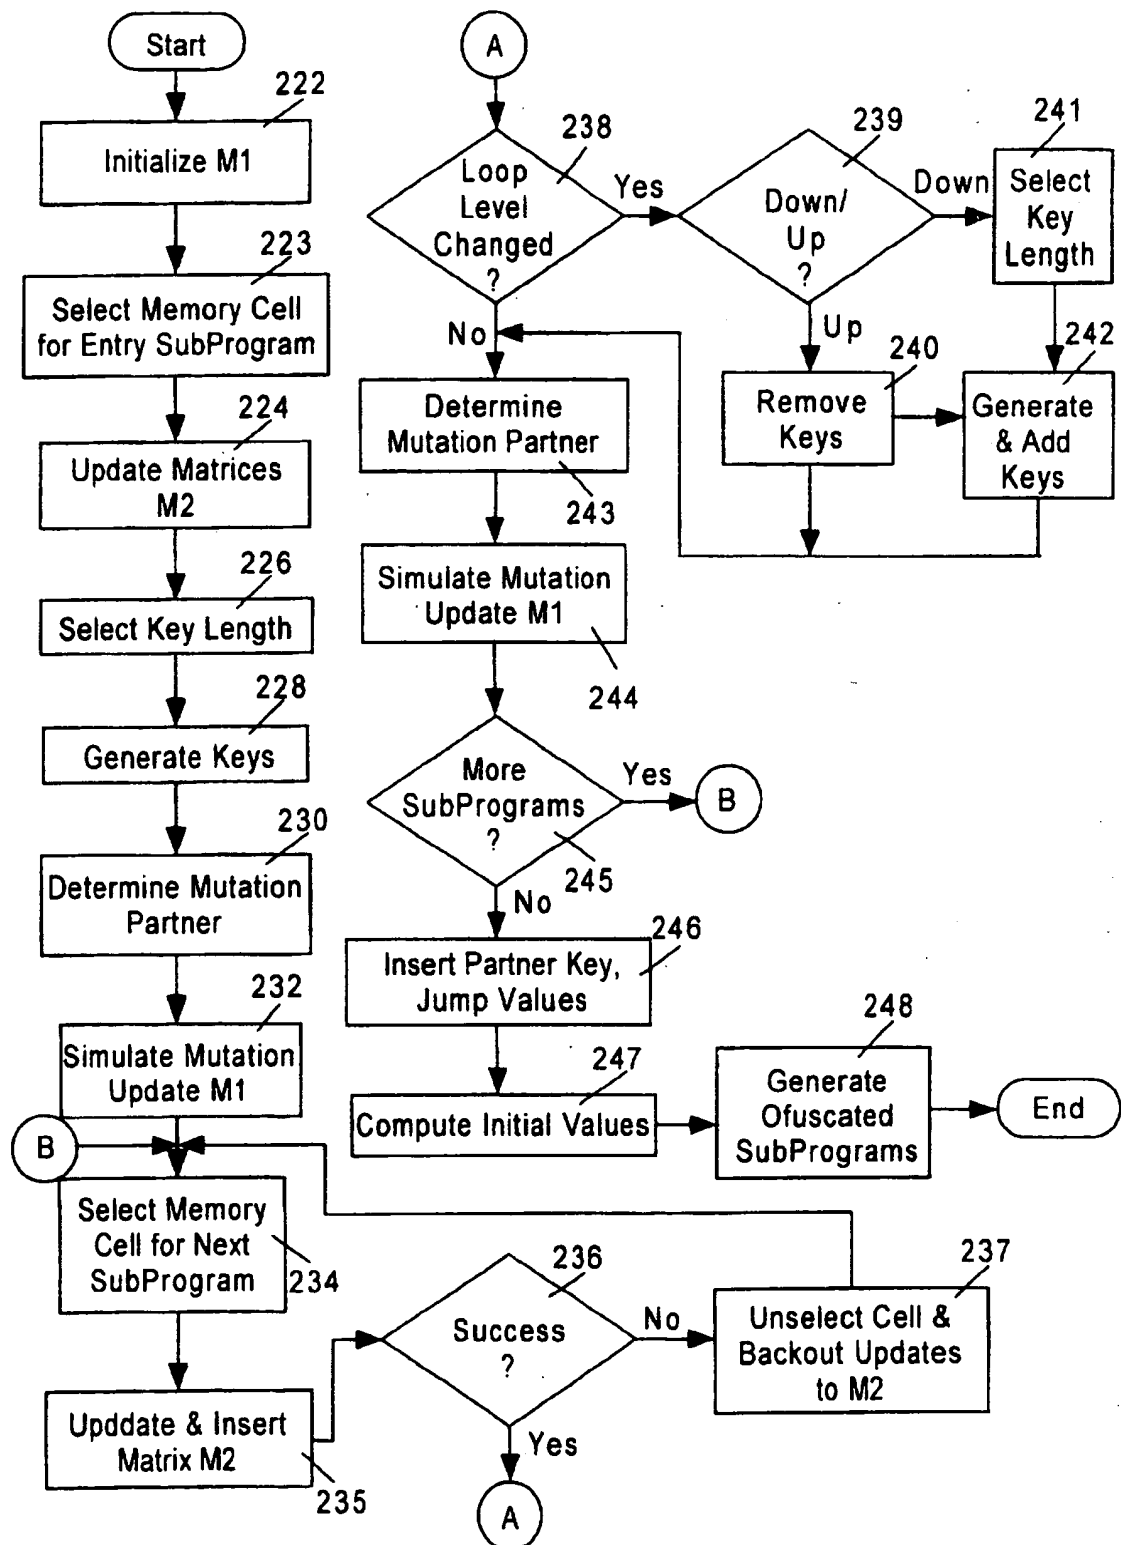 Start
222
Initialize M1
223
Select Memory Cell
for Entry SubProgram
224
Update Matrices
M2
226
Select Key Length
228
Generate Keys
230
Determine Mutation
Partner
232
Simulate Mutation
Update M1
B
Select Memory
Cell for Next
SubProgram
234
Upddate & Insert
Matrix M2
235
236
Success
?
No
Yes
A
237
Unselect Cell &
Backout Updates
to M2
A
238
Loop
Level
Changed
?
Yes
No
239
Down/
Up
?
Down
Up
241
Select
Key
Length
240
Remove
Keys
242
Generate
& Add
Keys
Determine
Mutation Partner
243
Simulate Mutation
Update M1
244
More
SubPrograms
?
Yes
B
245
No
246
Insert Partner Key,
Jump Values
247
Compute Initial Values
248
Generate
Ofuscated
SubPrograms
End